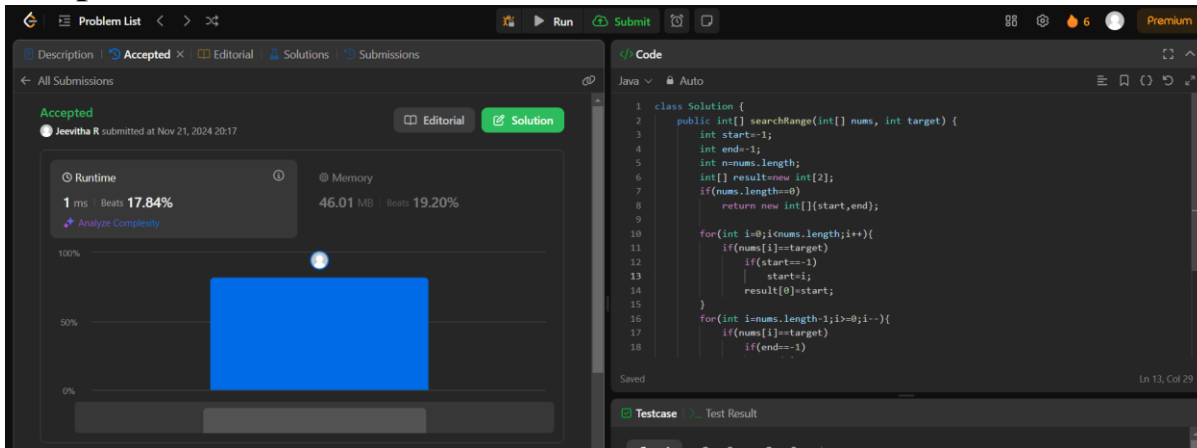 Problem List
Run
Submit
6
Premium
Description
Accepted
Editorial
Solutions
Submissions
All Submissions
Accepted
Jeevitha R submitted at Nov 21, 2024 20:17
Editorial
Solution
Runtime
1 ms Beats 17.84%
Analyze Complexity
Memory
46.01 MB Beats 19.20%
100%
50%
0%
</> Code
Java
Auto
1 class Solution {
2 public int[] searchRange(int[] nums, int target) {
3 int start=-1;
4 int end=-1;
5 int n=nums.length;
6 int[] result=new int[2];
7 if(nums.length==0)
8 return new int[]{start,end};
9
10 for(int i=0;i<nums.length;i++){
11 if(nums[i]==target)
12 if(start==-1)
13 start=i;
14 result[0]=start;
15 }
16 for(int i=nums.length-1;i>=0;i--){
17 if(nums[i]==target)
18 if(end==-1)
Saved
Ln 13, Col 29
Testcase
Test Result